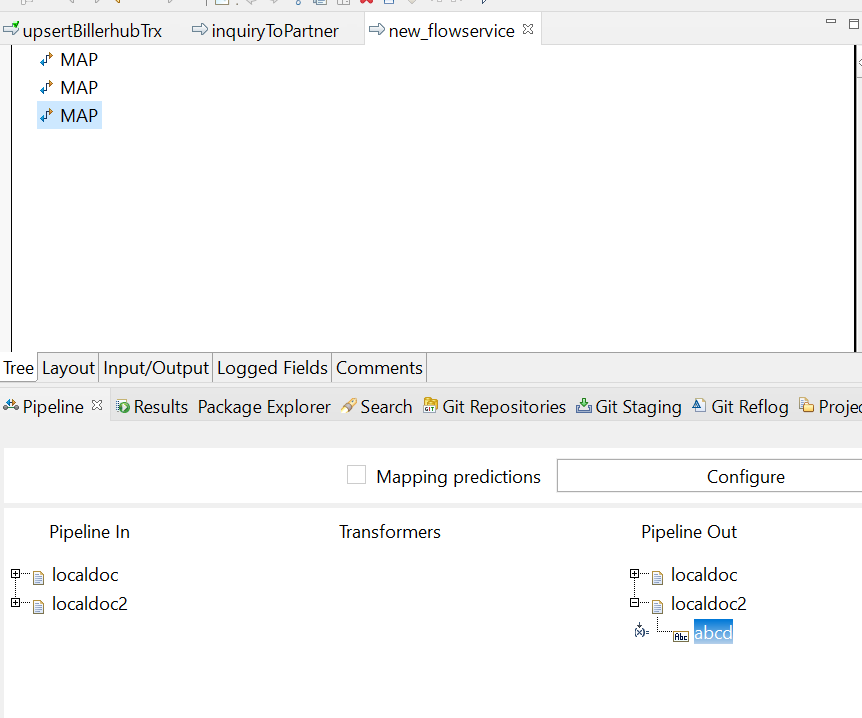 upsertBillerhubTrx inquiryToPartner new_flowservice
MAP
MAP
MAP
Tree Layout Input/Output Logged Fields Comments
Pipeline Results Package Explorer Search Git Repositories Git Staging Git Reflog Projec
Mapping predictions Configure
Pipeline In Transformers Pipeline Out
localdoc localdoc
localdoc2 localdoc2
abcd